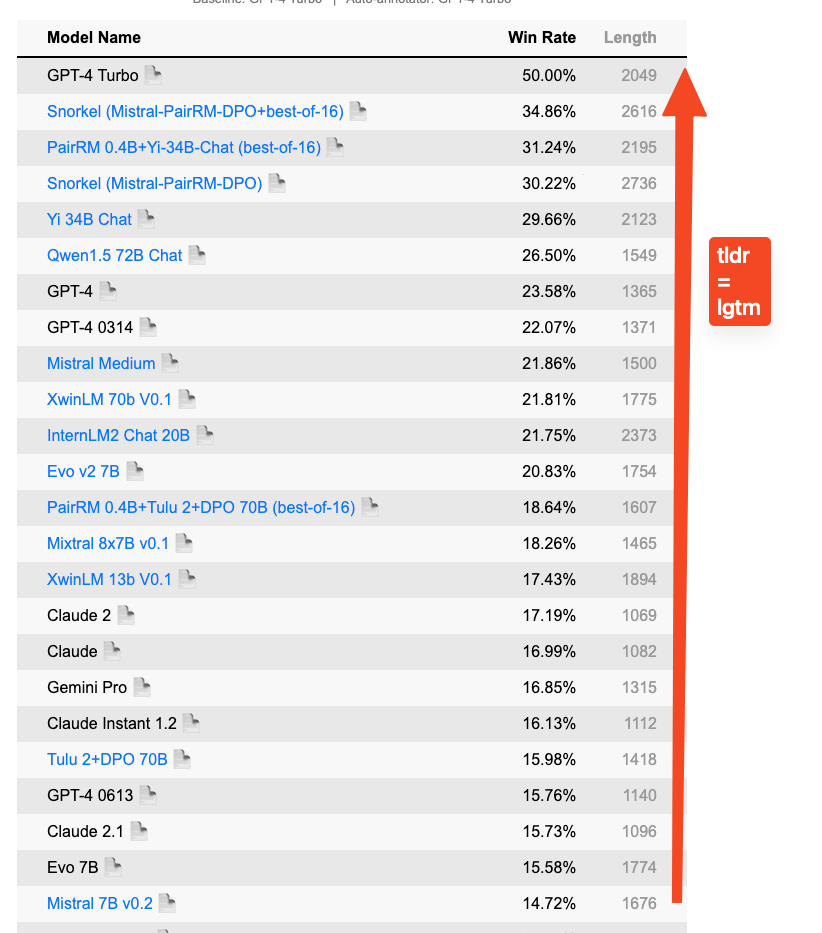 Baseline: GPT-4 Turbo | Auto-annotator: GPT-4 Turbo
Model Name Win Rate Length
GPT-4 Turbo 50.00% 2049
Snorkel (Mistral-PairRM-DPO+best-of-16) 34.86% 2616
PairRM 0.4B+Yi-34B-Chat (best-of-16) 31.24% 2195
Snorkel (Mistral-PairRM-DPO) 30.22% 2736
Yi 34B Chat 29.66% 2123
Qwen1.5 72B Chat 26.50% 1549
GPT-4 23.58% 1365
GPT-4 0314 22.07% 1371
Mistral Medium 21.86% 1500
XwinLM 70b V0.1 21.81% 1775
InternLM2 Chat 20B 21.75% 2373
Evo v2 7B 20.83% 1754
PairRM 0.4B+Tulu 2+DPO 70B (best-of-16) 18.64% 1607
Mixtral 8x7B v0.1 18.26% 1465
XwinLM 13b V0.1 17.43% 1894
Claude 2 17.19% 1069
Claude 16.99% 1082
Gemini Pro 16.85% 1315
Claude Instant 1.2 16.13% 1112
Tulu 2+DPO 70B 15.98% 1418
GPT-4 0613 15.76% 1140
Claude 2.1 15.73% 1096
Evo 7B 15.58% 1774
Mistral 7B v0.2 14.72% 1676
tldr
=
lgtm